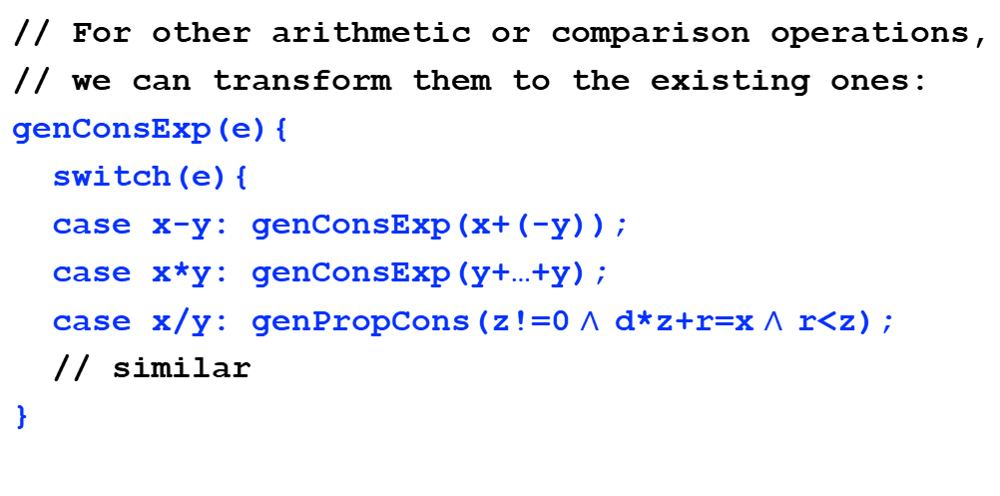 // For other arithmetic or comparison operations,
// we can transform them to the existing ones:
genConsExp(e){
  switch(e){
  case x-y: genConsExp(x+(-y));
  case x*y: genConsExp(y+…+y);
  case x/y: genPropCons(z!=0 /\ d*z+r=x /\ r<z);
  // similar
}